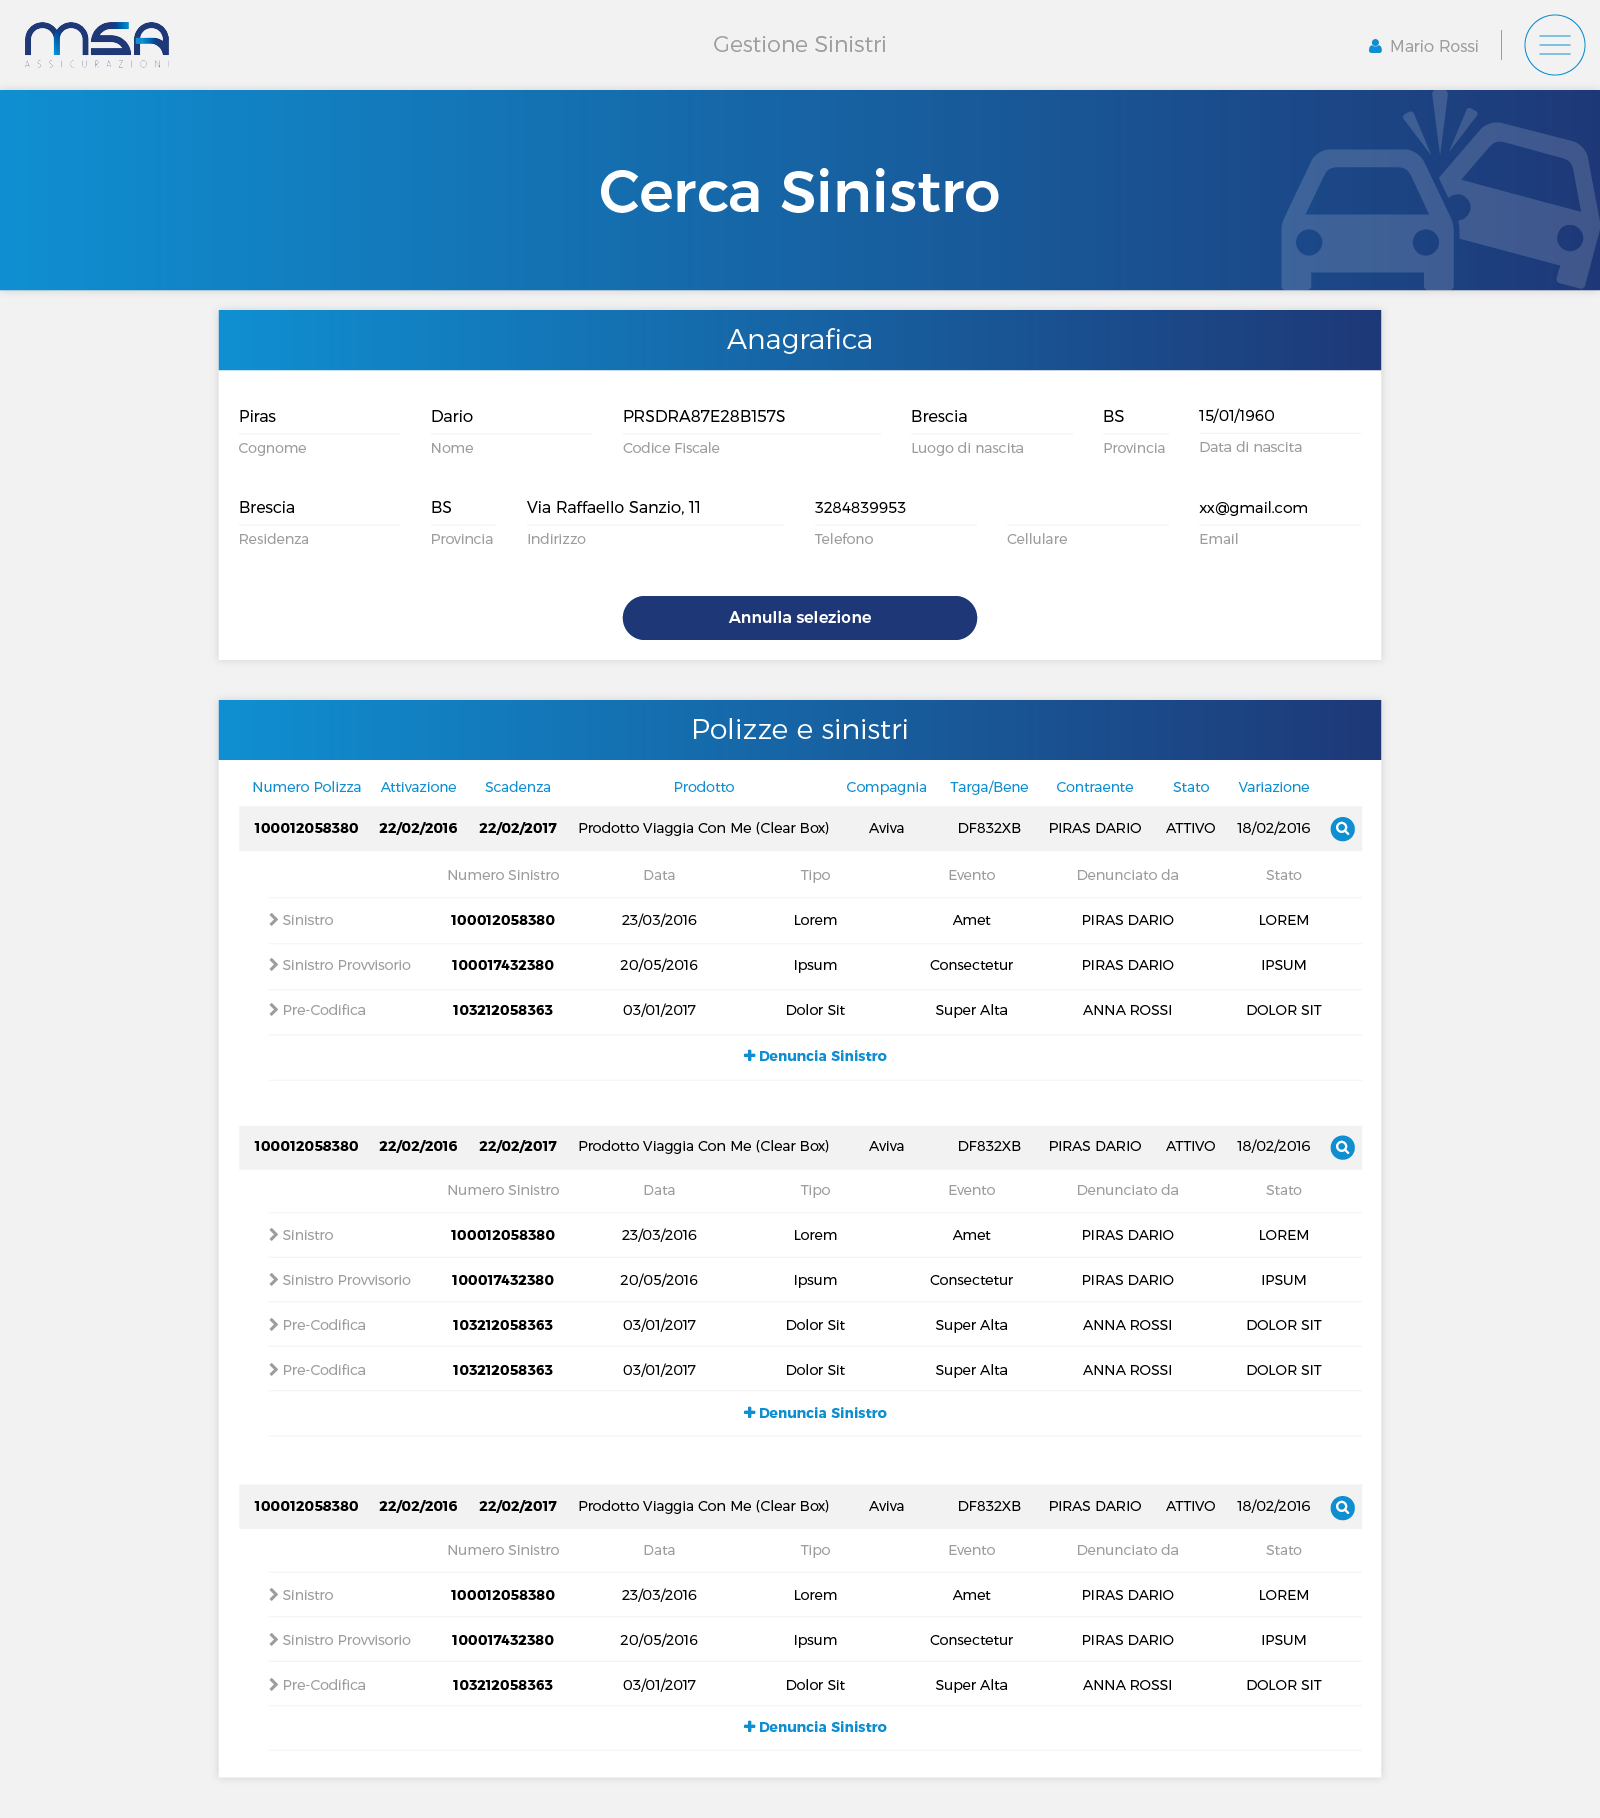 MSA
ASSICURAZIONI
Gestione Sinistri
Mario Rossi
Cerca Sinistro
Anagrafica
Piras Dario PRSDRA87E28B157S Brescia BS 15/01/1960
Cognome Nome Codice Fiscale Luogo di nascita Provincia Data di nascita
Brescia BS Via Raffaello Sanzio, 11 3284839953 xx@gmail.com
Residenza Provincia Indirizzo Telefono Cellulare Email
Annulla selezione
Polizze e sinistri
Numero Polizza Attivazione Scadenza Prodotto Compagnia Targa/Bene Contraente Stato Variazione
100012058380 22/02/2016 22/02/2017 Prodotto Viaggia Con Me (Clear Box) Aviva DF832XB PIRAS DARIO ATTIVO 18/02/2016
Numero Sinistro Data Tipo Evento Denunciato da Stato
Sinistro 100012058380 23/03/2016 Lorem Amet PIRAS DARIO LOREM
Sinistro Provvisorio 100017432380 20/05/2016 Ipsum Consectetur PIRAS DARIO IPSUM
Pre-Codifica 103212058363 03/01/2017 Dolor Sit Super Alta ANNA ROSSI DOLOR SIT
Denuncia Sinistro
100012058380 22/02/2016 22/02/2017 Prodotto Viaggia Con Me (Clear Box) Aviva DF832XB PIRAS DARIO ATTIVO 18/02/2016
Numero Sinistro Data Tipo Evento Denunciato da Stato
Sinistro 100012058380 23/03/2016 Lorem Amet PIRAS DARIO LOREM
Sinistro Provvisorio 100017432380 20/05/2016 Ipsum Consectetur PIRAS DARIO IPSUM
Pre-Codifica 103212058363 03/01/2017 Dolor Sit Super Alta ANNA ROSSI DOLOR SIT
Pre-Codifica 103212058363 03/01/2017 Dolor Sit Super Alta ANNA ROSSI DOLOR SIT
Denuncia Sinistro
100012058380 22/02/2016 22/02/2017 Prodotto Viaggia Con Me (Clear Box) Aviva DF832XB PIRAS DARIO ATTIVO 18/02/2016
Numero Sinistro Data Tipo Evento Denunciato da Stato
Sinistro 100012058380 23/03/2016 Lorem Amet PIRAS DARIO LOREM
Sinistro Provvisorio 100017432380 20/05/2016 Ipsum Consectetur PIRAS DARIO IPSUM
Pre-Codifica 103212058363 03/01/2017 Dolor Sit Super Alta ANNA ROSSI DOLOR SIT
Denuncia Sinistro